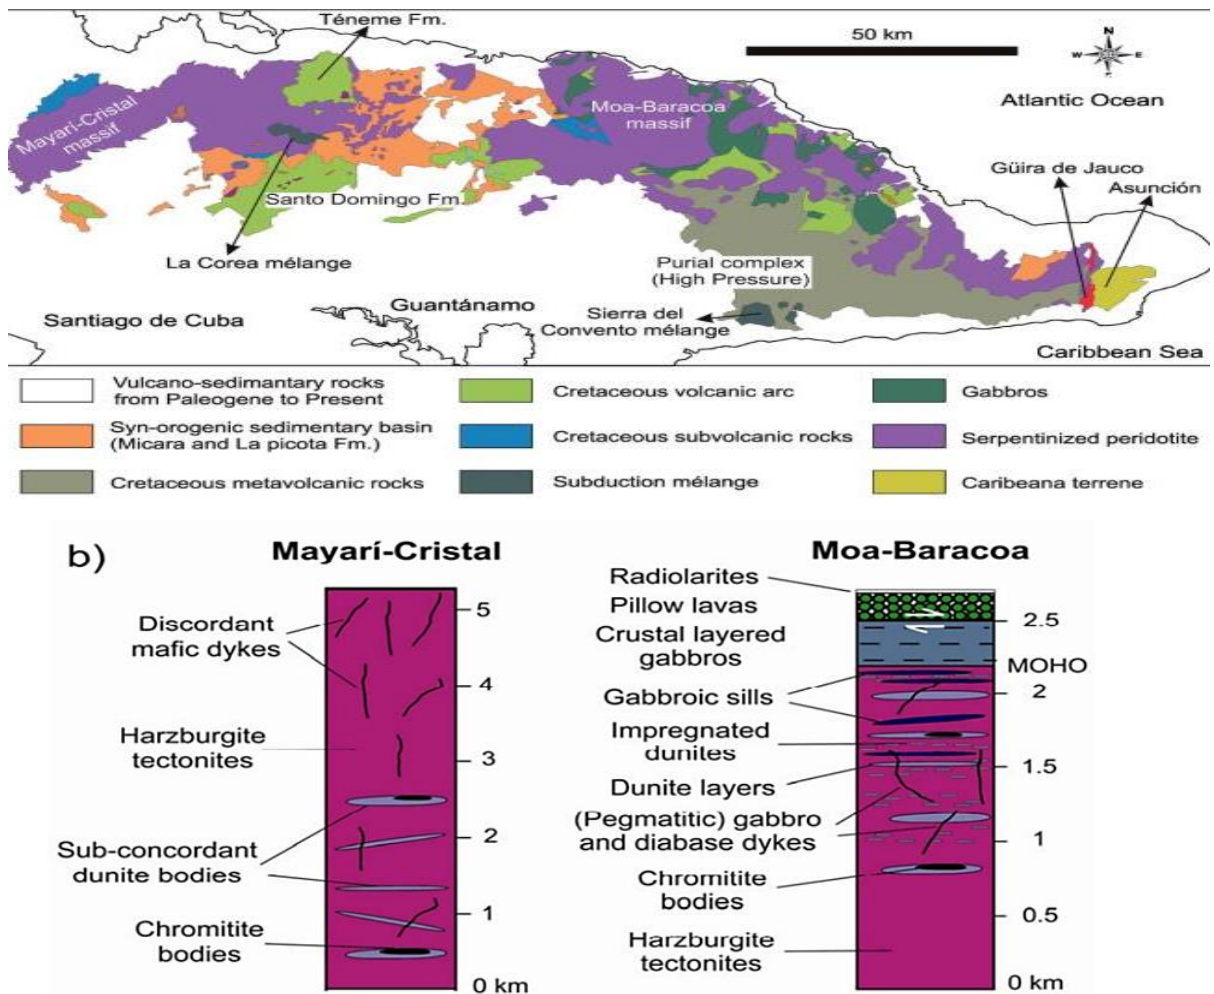 Téneme Fm.
50 km
N
W
E
S
Mayarí-Cristal
massif
Moa-Baracoa
massif
Atlantic Ocean
Güira de Jauco
Asunción
Santo Domingo Fm.
La Corea mélange
Purial complex
(High Pressure)
Guantánamo
Santiago de Cuba
Sierra del
Convento mélange
Caribbean Sea
Vulcano-sedimantary rocks
from Paleogene to Present
Cretaceous volcanic arc
Gabbros
Syn-orogenic sedimentary basin
(Micara and La picota Fm.)
Cretaceous subvolcanic rocks
Serpentinized peridotite
Cretaceous metavolcanic rocks
Subduction mélange
Caribeana terrene
b)
Mayarí-Cristal
Discordant
mafic dykes
Harzburgite
tectonites
Sub-concordant
dunite bodies
Chromitite
bodies
5
4
3
2
1
0 km
Moa-Baracoa
Radiolarites
Pillow lavas
Crustal layered
gabbros
Gabbroic sills
Impregnated
dunites
Dunite layers
(Pegmatitic) gabbro
and diabase dykes
Chromitite
bodies
Harzburgite
tectonites
2.5
MOHO
2
1.5
1
0.5
0 km